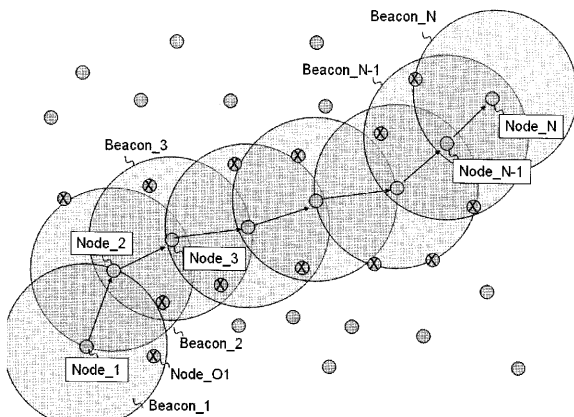 Beacon_N
Beacon_N-1
Node_N
Beacon_3
Node_N-1
Node_2
Node_3
Beacon_2
Node_1
Node_O1
Beacon_1
X
X
X
X
X
X
X
X
X
X
X
X
X